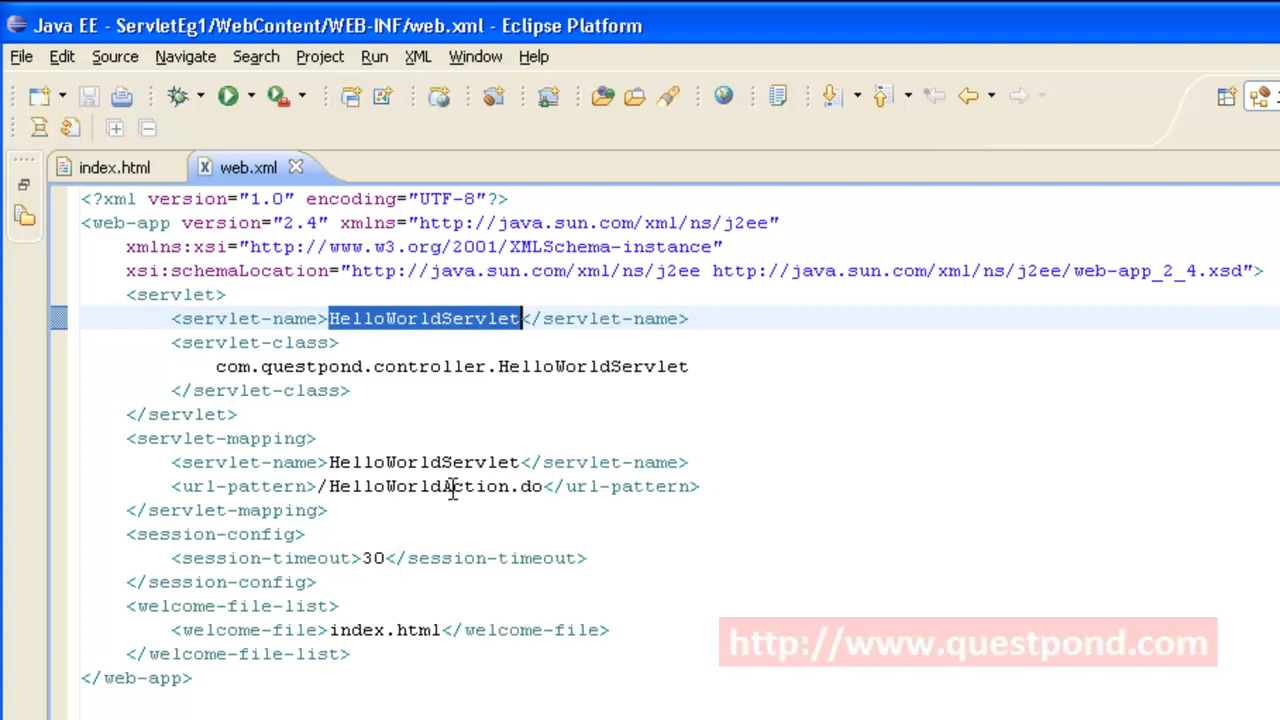 Java EE - ServletEg1/WebContent/WEB-INF/web.xml - Eclipse Platform
File Edit Source Navigate Search Project Run XML Window Help
index.html web.xml
<?xml version="1.0" encoding="UTF-8"?>
<web-app version="2.4" xmlns="http://java.sun.com/xml/ns/j2ee"
xmlns:xsi="http://www.w3.org/2001/XMLSchema-instance"
xsi:schemaLocation="http://java.sun.com/xml/ns/j2ee http://java.sun.com/xml/ns/j2ee/web-app_2_4.xsd">
<servlet>
<servlet-name>HelloWorldServlet</servlet-name>
<servlet-class>
com.questpond.controller.HelloWorldServlet
</servlet-class>
</servlet>
<servlet-mapping>
<servlet-name>HelloWorldServlet</servlet-name>
<url-pattern>/HelloWorldAction.do</url-pattern>
</servlet-mapping>
<session-config>
<session-timeout>30</session-timeout>
</session-config>
<welcome-file-list>
<welcome-file>index.html</welcome-file>
</welcome-file-list>
</web-app>
http://www.questpond.com